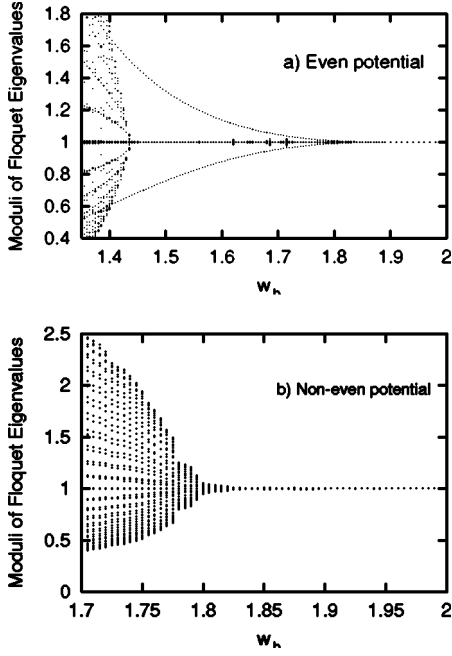 1.8
1.6
1.4
1.2
1
0.8
0.6
0.4
Moduli of Floquet Eigenvalues
a) Even potential
1.4 1.5 1.6 1.7 1.8 1.9 2
2.5
2
1.5
1
0.5
0
Moduli of Floquet Eigenvalues
b) Non-even potential
1.7 1.75 1.8 1.85 1.9 1.95 2